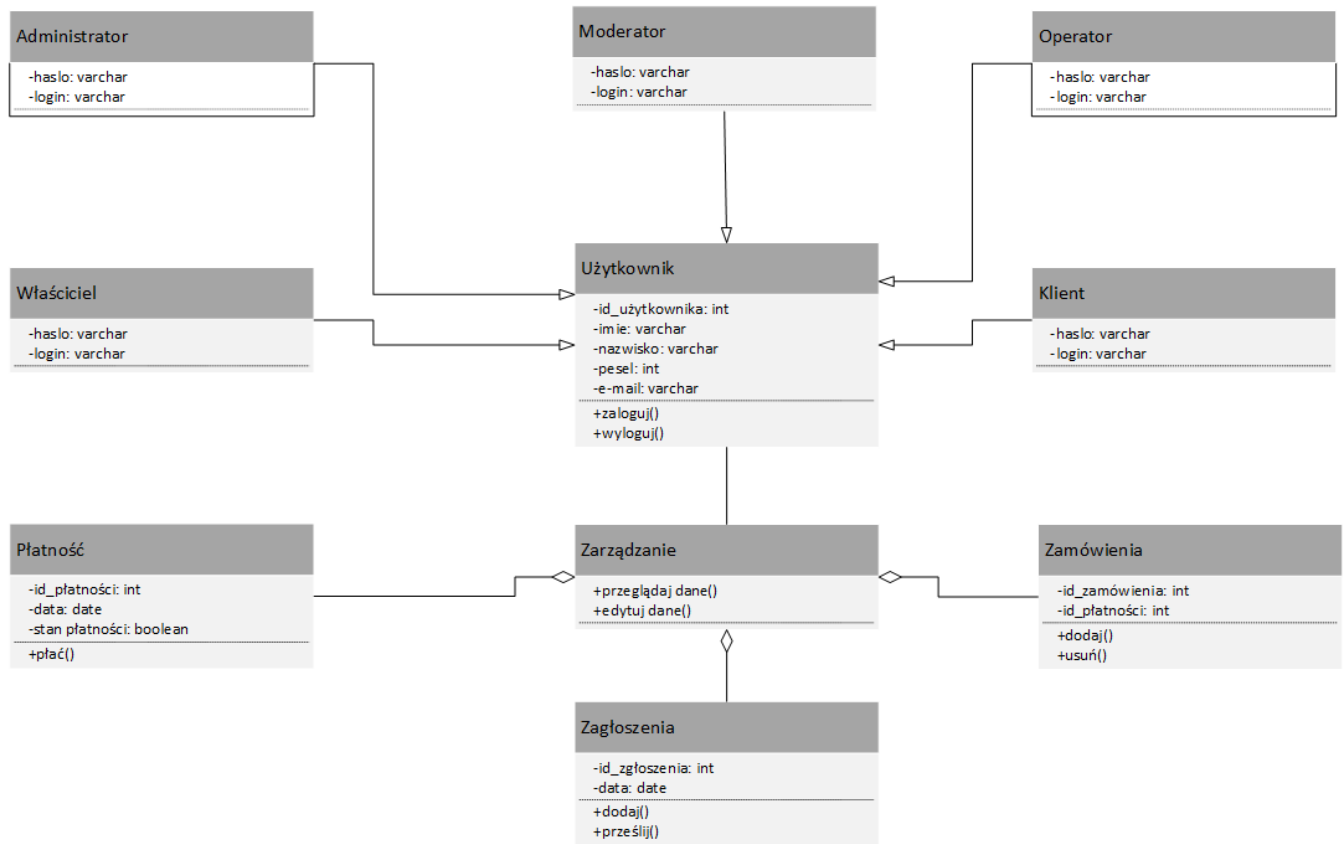 Administrator
-haslo: varchar
-login: varchar
Moderator
-haslo: varchar
-login: varchar
Operator
-haslo: varchar
-login: varchar
Właściciel
-haslo: varchar
-login: varchar
Użytkownik
-id_użytkownika: int
-imie: varchar
-nazwisko: varchar
-pesel: int
-e-mail: varchar
+zaloguj()
+wyloguj()
Klient
-haslo: varchar
-login: varchar
Płatność
-id_płatności: int
-data: date
-stan płatności: boolean
+płać()
Zarządzanie
+przeglądaj dane()
+edytuj dane()
Zamówienia
-id_zamówienia: int
-id_płatności: int
+dodaj()
+usuń()
Zagłoszenia
-id_zgłoszenia: int
-data: date
+dodaj()
+prześlij()